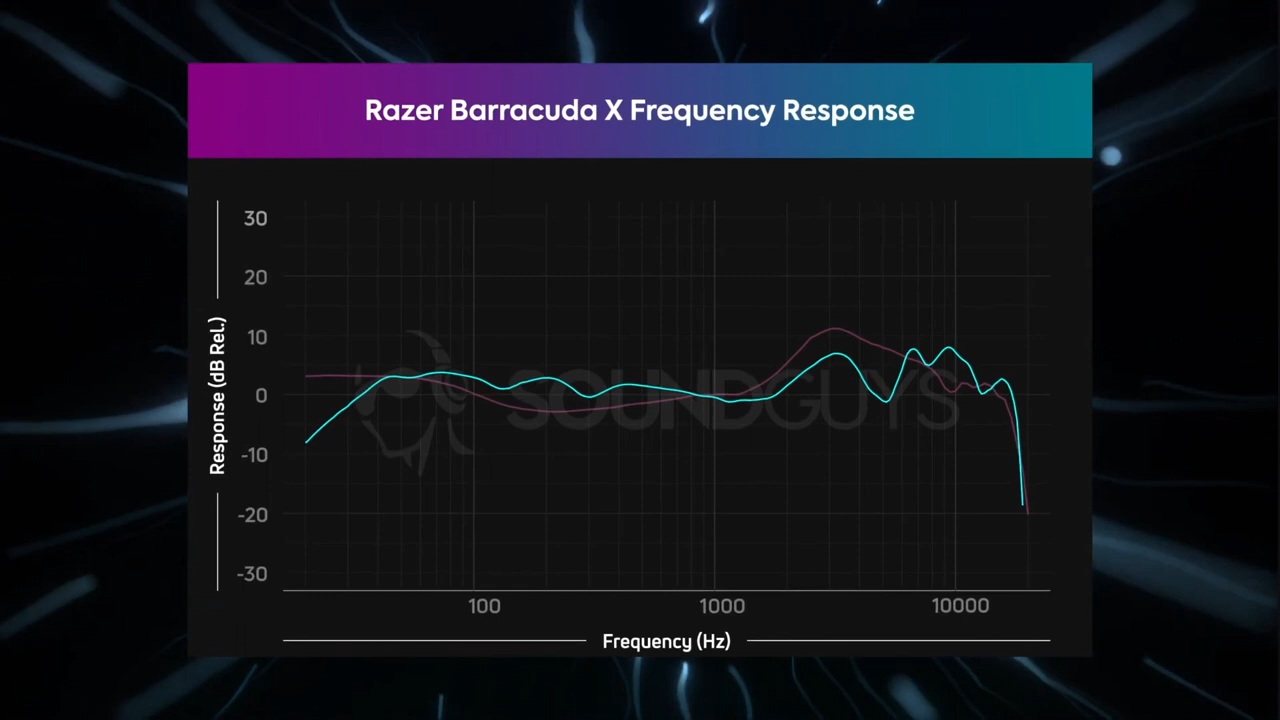 Razer Barracuda X Frequency Response
30
20
10
0
-10
-20
-30
Response (dB Rel.)
SOUNDGUYS
100 1000 10000
Frequency (Hz)